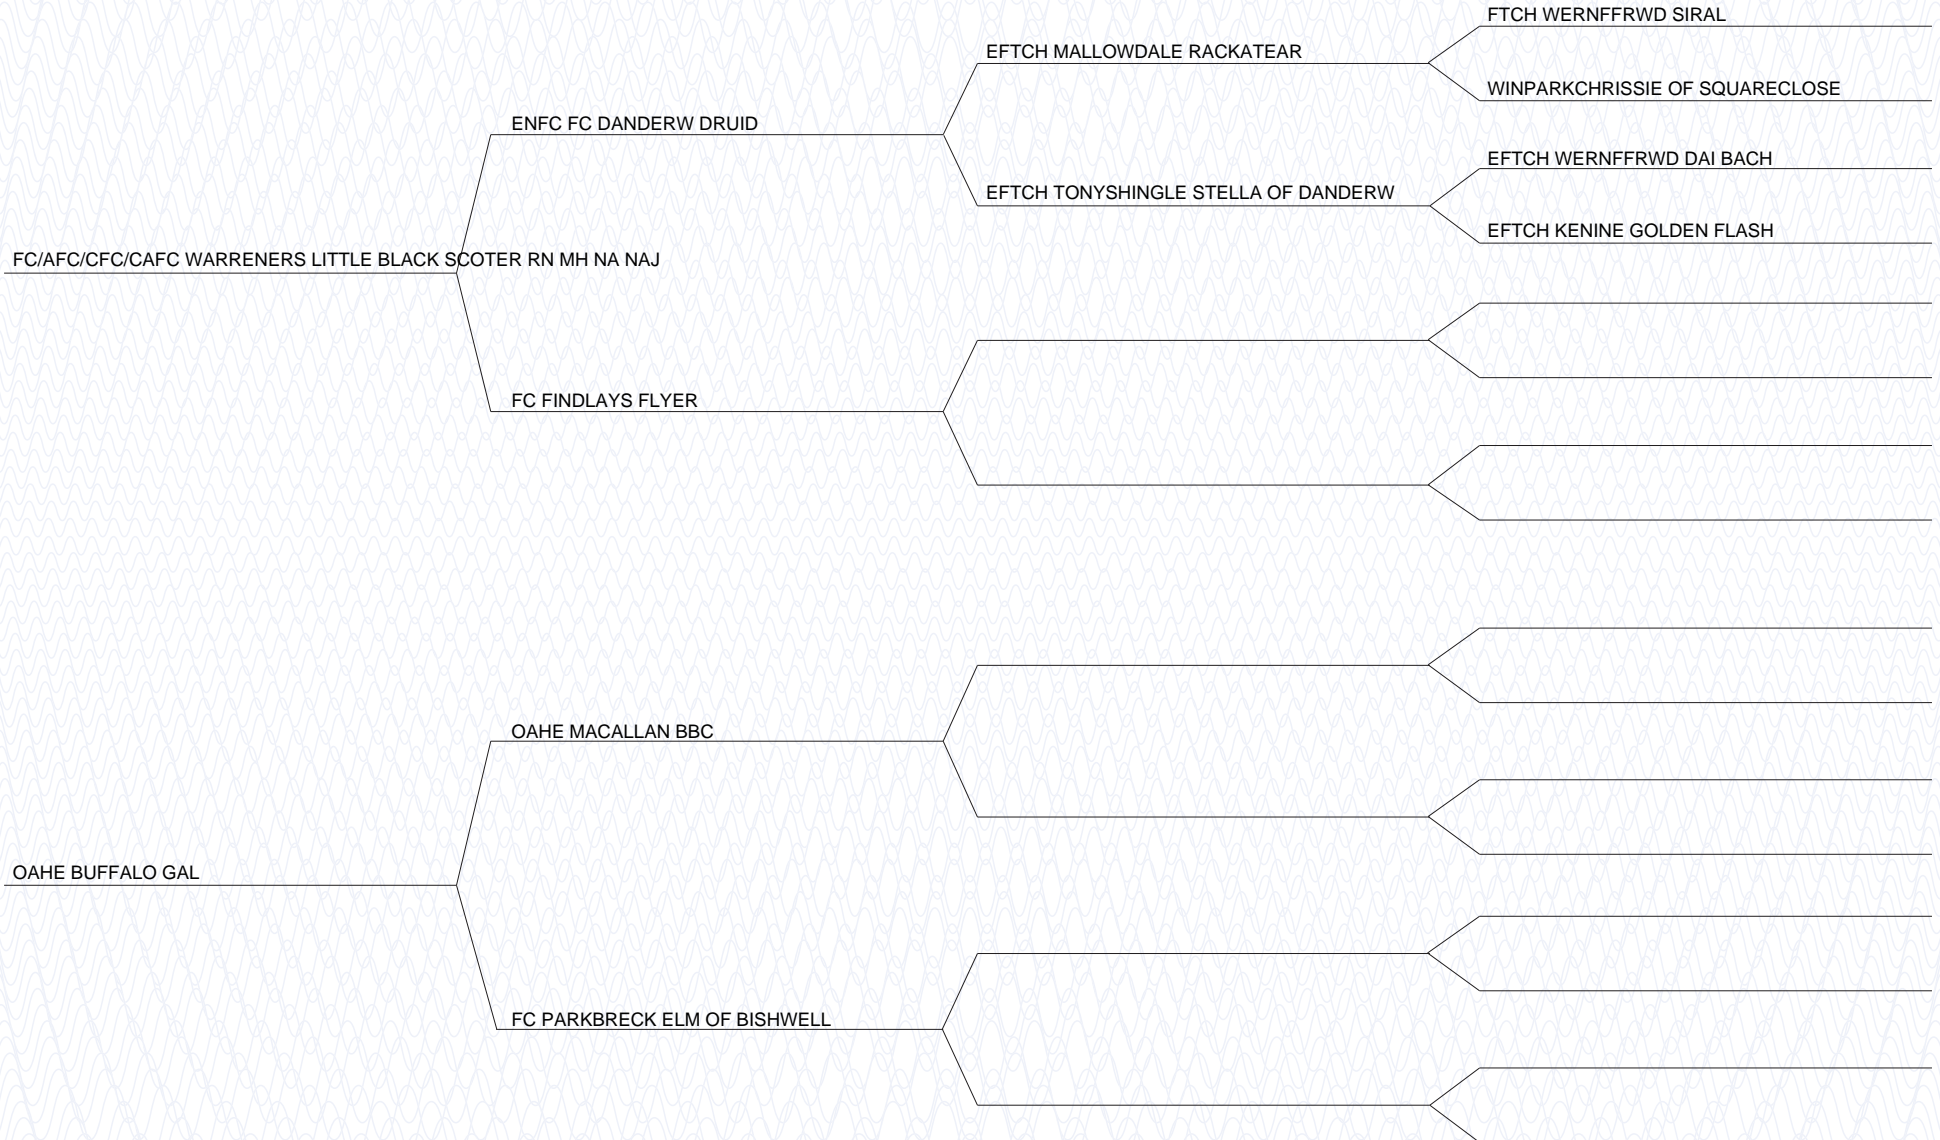 FTCH WERNFFRWD SIRAL
EFTCH MALLOWDALE RACKATEAR
WINPARKCHRISSIE OF SQUARECLOSE
ENFC FC DANDERW DRUID
EFTCH WERNFFRWD DAI BACH
EFTCH TONYSHINGLE STELLA OF DANDERW
EFTCH KENINE GOLDEN FLASH
FC/AFC/CFC/CAFC WARRENERS LITTLE BLACK SCOTER RN MH NA NAJ
FC FINDLAYS FLYER
OAHE MACALLAN BBC
OAHE BUFFALO GAL
FC PARKBRECK ELM OF BISHWELL